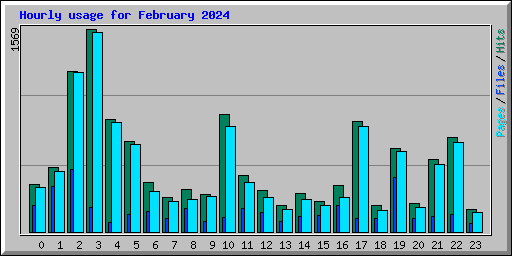 Hourly usage for February 2024
1569
Pages/Files/Hits
0 1 2 3 4 5 6 7 8 9 10 11 12 13 14 15 16 17 18 19 20 21 22 23